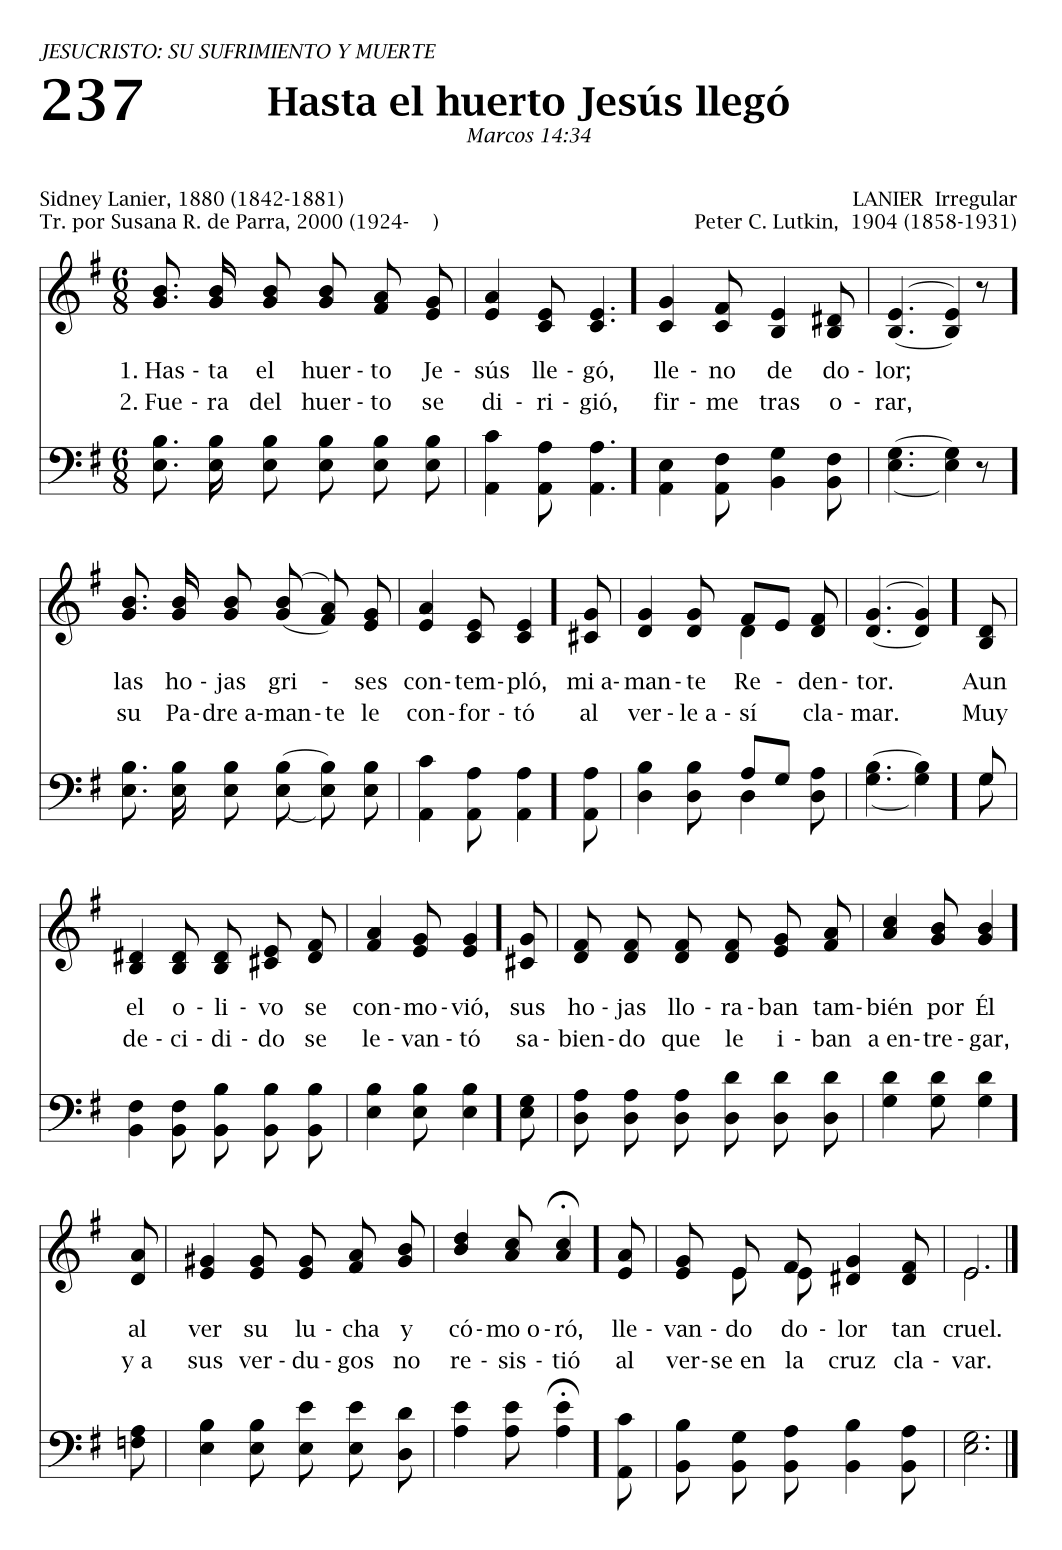 JESUCRISTO: SU SUFRIMIENTO Y MUERTE
237 Hasta el huerto Jesús llegó
Marcos 14:34
Sidney Lanier, 1880 (1842-1881) LANIER Irregular
Tr. por Susana R. de Parra, 2000 (1924- ) Peter C. Lutkin, 1904 (1858-1931)
6
8
1. Has - ta el huer - to Je - sús lle - gó, lle - no de do - lor;
2. Fue - ra del huer - to se di - ri - gió, fir - me tras o - rar,
6
8
las ho - jas gri - ses con - tem - pló, mi a - man - te Re - den - tor. Aun
su Pa - dre a - man - te le con - for - tó al ver - le a - sí cla - mar. Muy
el o - li - vo se con - mo - vió, sus ho - jas llo - ra - ban tam - bién por Él
de - ci - di - do se le - van - tó sa - bien - do que le i - ban a en - tre - gar,
al ver su lu - cha y có - mo o - ró, lle - van - do do - lor tan cruel.
y a sus ver - du - gos no re - sis - tió al ver - se en la cruz cla - var.